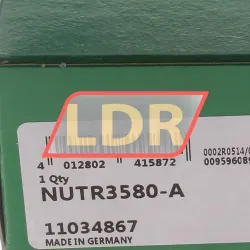 LDR
4 012802 415872
0002R0514/
009596089
1 Qty
NUTR3580-A
11034867
MADE IN GERMANY